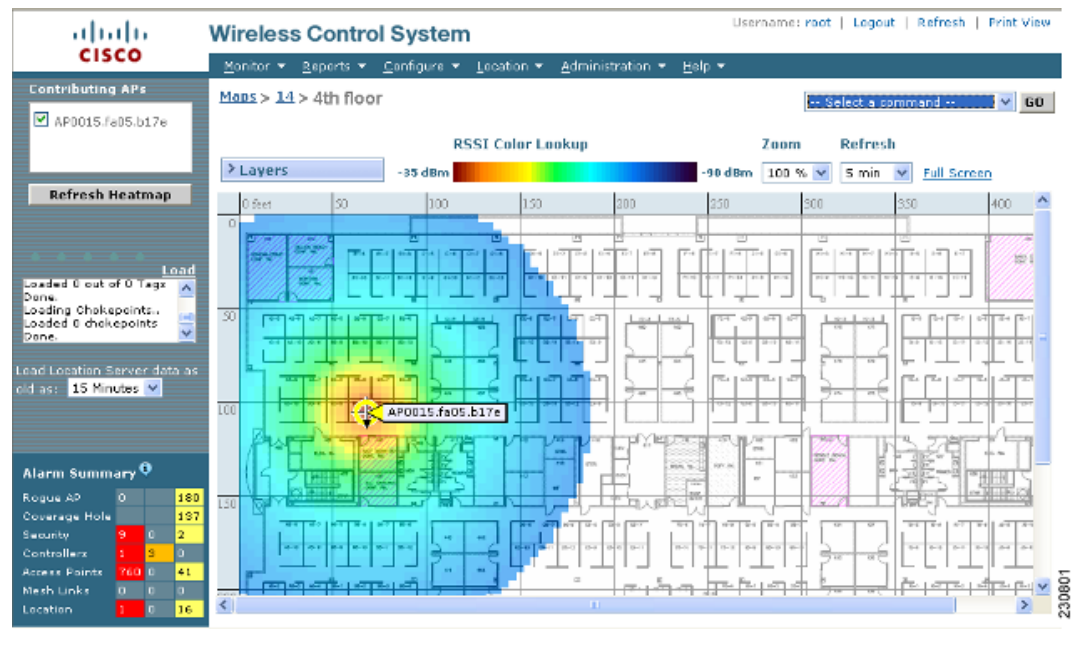 CISCO
Wireless Control System
Username: root | Logout | Refresh | Print View
Monitor Reports Configure Location Administration Help
Contributing APs
AP0015.fa05.b17e
Refresh Heatmap
Maps > 14 > 4th floor
-- Select a command -- GO
RSSI Color Lookup Zoom Refresh
Layers -35 dBm -90 dBm 100 % 5 min Full Screen
0 feet 50 100 150 200 250 300 350 400
0
50
100
150
AP0015.fa05.b17e
Load
Loaded 0 out of 0 Tags
Done.
Loading Chokepoints..
Loaded 0 chokepoints
Done.
Load Location Server data as
old as: 15 Minutes
Alarm Summary
Rogue AP 0 180
Coverage Hole 137
Security 9 0 2
Controllers 1 3 0
Access Points 760 0 41
Mesh Links 0 0 0
Location 1 0 16
230801